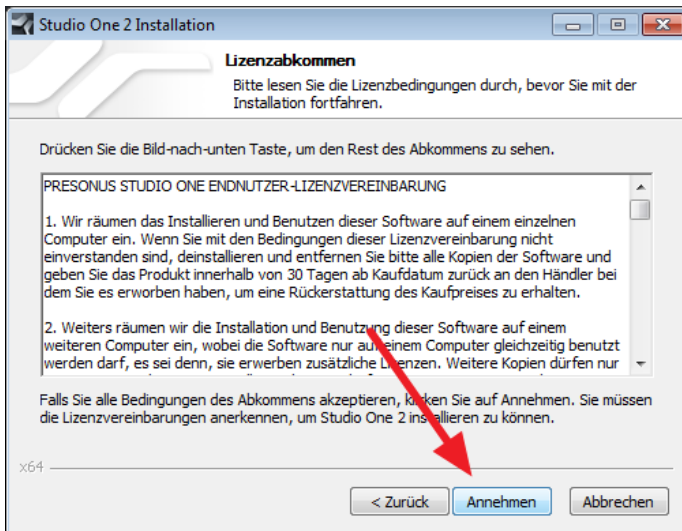 Studio One 2 Installation
Lizenzabkommen
Bitte lesen Sie die Lizenzbedingungen durch, bevor Sie mit der
Installation fortfahren.
Drücken Sie die Bild-nach-unten Taste, um den Rest des Abkommens zu sehen.
PRESONUS STUDIO ONE ENDNUTZER-LIZENZVEREINBARUNG
1. Wir räumen das Installieren und Benutzen dieser Software auf einem einzelnen
Computer ein. Wenn Sie mit den Bedingungen dieser Lizenzvereinbarung nicht
einverstanden sind, deinstallieren und entfernen Sie bitte alle Kopien der Software und
geben Sie das Produkt innerhalb von 30 Tagen ab Kaufdatum zurück an den Händler bei
dem Sie es erworben haben, um eine Rückerstattung des Kaufpreises zu erhalten.
2. Weiters räumen wir die Installation und Benutzung dieser Software auf einem
weiteren Computer ein, wobei die Software nur auf einem Computer gleichzeitig benutzt
werden darf, es sei denn, sie erwerben zusätzliche Lizenzen. Weitere Kopien dürfen nur
Falls Sie alle Bedingungen des Abkommens akzeptieren, klicken Sie auf Annehmen. Sie müssen
die Lizenzvereinbarungen anerkennen, um Studio One 2 installieren zu können.
x64
< Zurück
Annehmen
Abbrechen